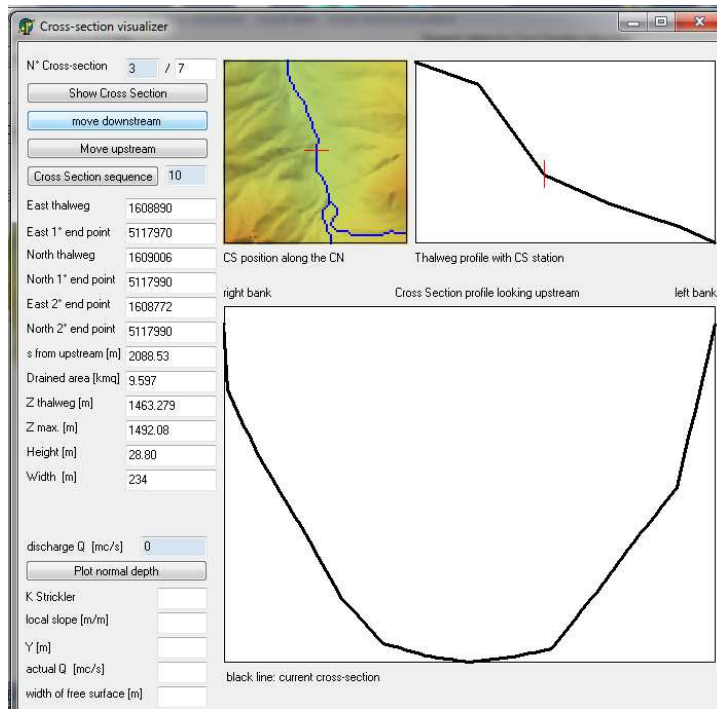 Cross-section visualizer
N° Cross-section 3 / 7
Show Cross Section
move downstream
Move upstream
Cross Section sequence 10
East thalweg 1608890
East 1° end point 5117970
North thalweg 1609006
North 1° end point 5117990
East 2° end point 1608772
North 2° end point 5117990
s from upstream [m] 2088.53
Drained area [kmq] 9.597
Z thalweg [m] 1463.279
Z max. [m] 1492.08
Height [m] 28.80
Width [m] 234
discharge Q [mc/s] 0
Plot normal depth
K Strickler
local slope [m/m]
Y [m]
actual Q [mc/s]
width of free surface [m]
CS position along the CN
Thalweg profile with CS station
right bank Cross Section profile looking upstream left bank
black line: current cross-section